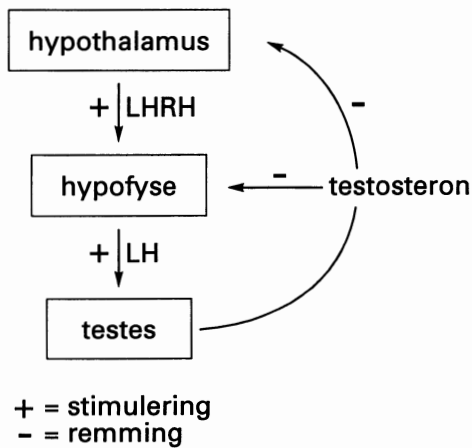 hypothalamus
+ LHRH
-
hypofyse
- testosteron
+ LH
testes
+ = stimulering
- = remming